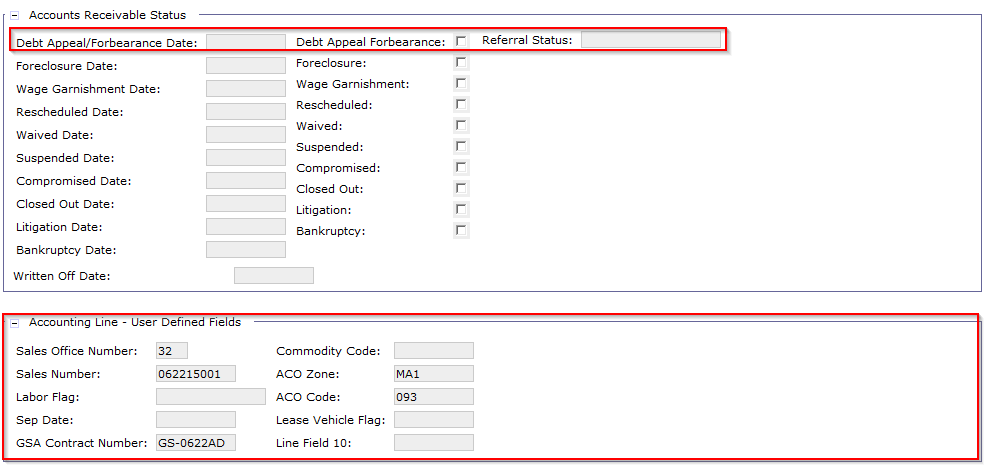 Accounts Receivable Status
Debt Appeal/Forbearance Date: Debt Appeal Forbearance: Referral Status:
Foreclosure Date: Foreclosure:
Wage Garnishment Date: Wage Garnishment:
Rescheduled Date: Rescheduled:
Waived Date: Waived:
Suspended Date: Suspended:
Compromised Date: Compromised:
Closed Out Date: Closed Out:
Litigation Date: Litigation:
Bankruptcy Date: Bankruptcy:
Written Off Date:
Accounting Line - User Defined Fields
Sales Office Number: 32 Commodity Code:
Sales Number: 062215001 ACO Zone: MA1
Labor Flag: ACO Code: 093
Sep Date: Lease Vehicle Flag:
GSA Contract Number: GS-0622AD Line Field 10: